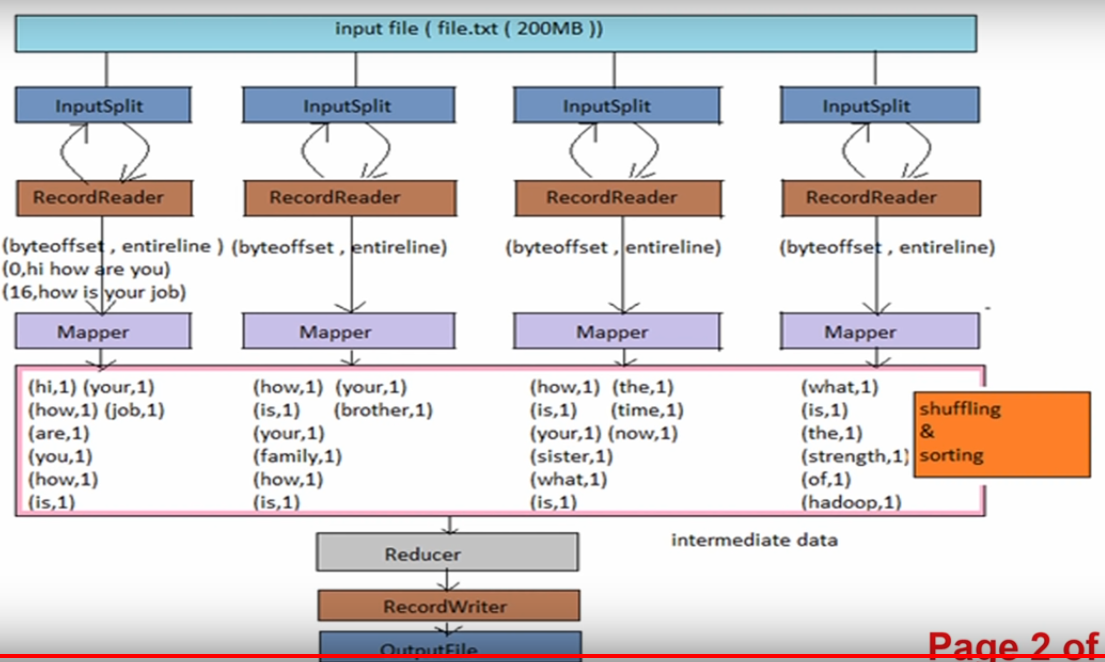 input file ( file.txt ( 200MB ))
InputSplit InputSplit InputSplit InputSplit
RecordReader RecordReader RecordReader RecordReader
(byteoffset , entireline ) (byteoffset , entireline) (byteoffset , entireline) (byteoffset , entireline)
(0,hi how are you)
(16,how is your job)
Mapper Mapper Mapper Mapper
(hi,1) (your,1)
(how,1) (job,1)
(are,1)
(you,1)
(how,1)
(is,1)
(how,1) (your,1)
(is,1) (brother,1)
(your,1)
(family,1)
(how,1)
(is,1)
(how,1) (the,1)
(is,1) (time,1)
(your,1) (now,1)
(sister,1)
(what,1)
(is,1)
(what,1)
(is,1)
(the,1)
(strength,1)
(of,1)
(hadoop,1)
shuffling
&
sorting
intermediate data
Reducer
RecordWriter
OutputFile
Page 2 of